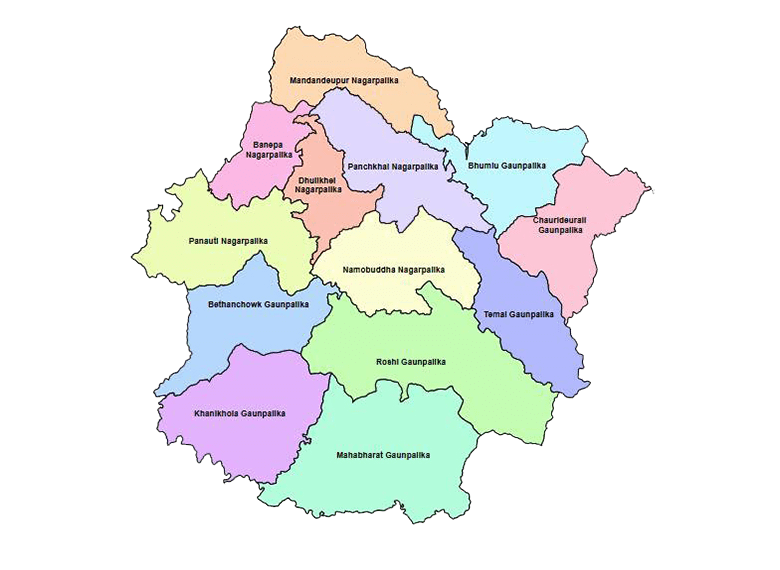 Mandandeupur Nagarpalika
Banepa
Nagarpalika
Panchkhal Nagarpalika
Bhumlu Gaunpalika
Dhulikhel
Nagarpalika
Chaurideurali
Gaunpalika
Panauti Nagarpalika
Namobuddha Nagarpalika
Bethanchowk Gaunpalika
Temal Gaunpalika
Roshi Gaunpalika
Khanikhola Gaunpalika
Mahabharat Gaunpalika